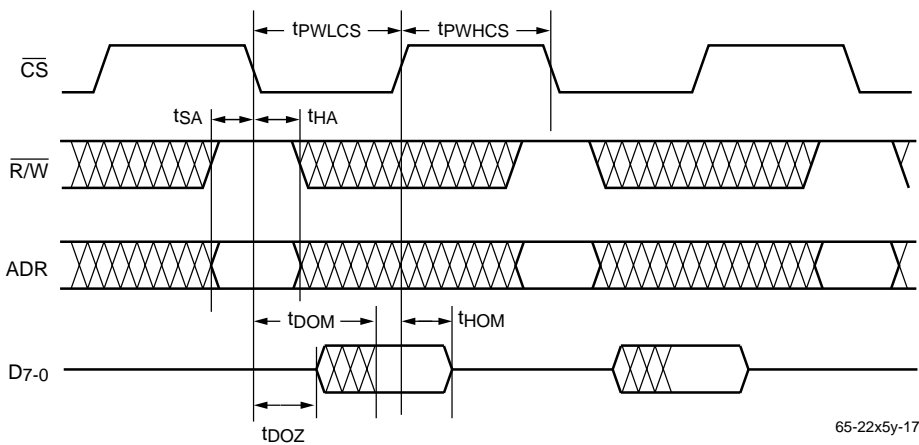 tPWLCS tPWHCS
CS
tSA tHA
R/W
ADR
tDOM tHOM
D7-0
tDOZ
65-22x5y-17